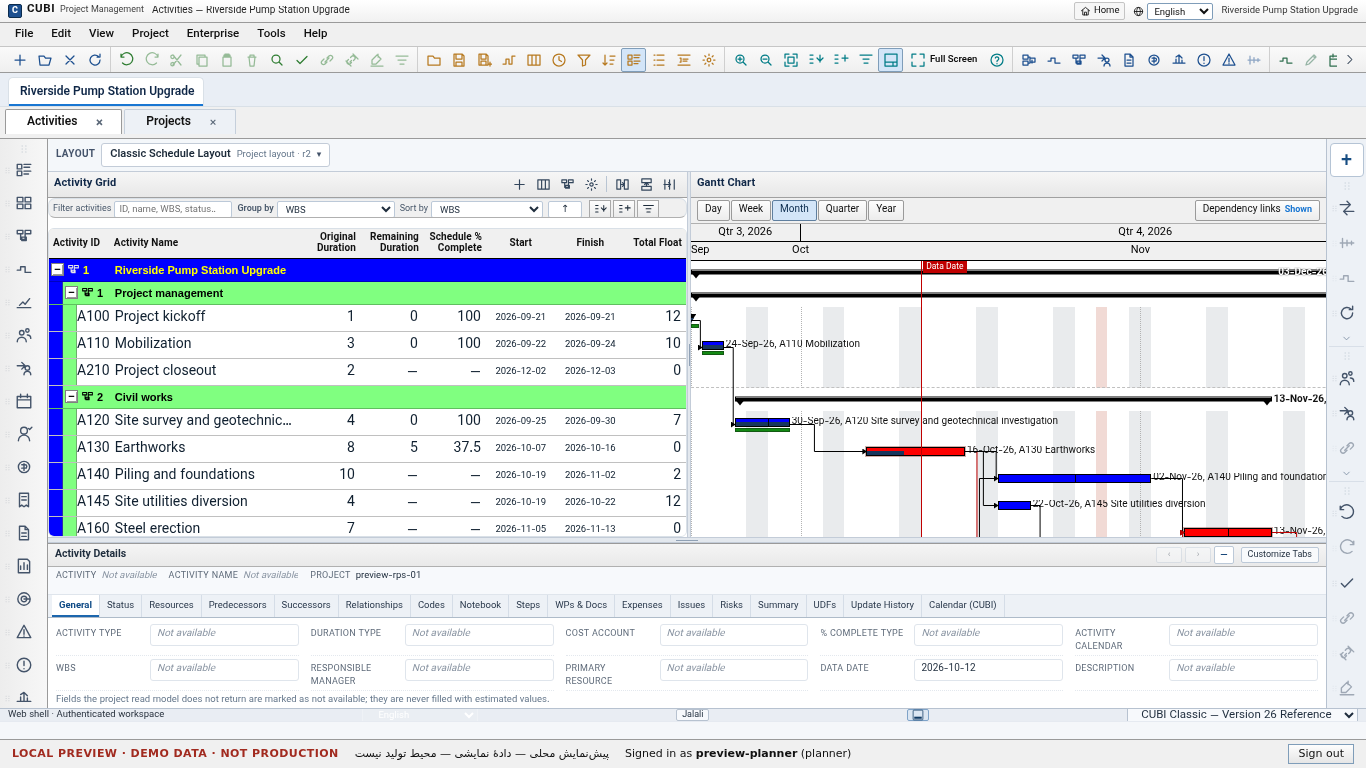 CUBI Project Management Activities — Riverside Pump Station Upgrade Home English Riverside Pump Station Upgrade
File Edit View Project Enterprise Tools Help
Full Screen
Riverside Pump Station Upgrade
Activities × Projects ×
LAYOUT Classic Schedule Layout Project layout · r2
Activity Grid
Filter activities ID, name, WBS, status.. Group by WBS Sort by WBS ↑
Activity ID Activity Name Original Duration Remaining Duration Schedule % Complete Start Finish Total Float
1 Riverside Pump Station Upgrade
1 Project management
A100 Project kickoff 1 0 100 2026-09-21 2026-09-21 12
A110 Mobilization 3 0 100 2026-09-22 2026-09-24 10
A210 Project closeout 2 — — 2026-12-02 2026-12-03 0
2 Civil works
A120 Site survey and geotechnic... 4 0 100 2026-09-25 2026-09-30 7
A130 Earthworks 8 5 37.5 2026-10-07 2026-10-16 0
A140 Piling and foundations 10 — — 2026-10-19 2026-11-02 2
A145 Site utilities diversion 4 — — 2026-10-19 2026-10-22 12
A160 Steel erection 7 — — 2026-11-05 2026-11-13 0
Gantt Chart
Day Week Month Quarter Year Dependency links Shown
Qtr 3, 2026 Qtr 4, 2026
Sep Oct Nov
Data Date
03-Dec-26
24-Sep-26, A110 Mobilization
13-Nov-26,
30-Sep-26, A120 Site survey and geotechnical investigation
16-Oct-26, A130 Earthworks
02-Nov-26, A140 Piling and foundation
22-Oct-26, A145 Site utilities diversion
13-Nov-26,
Activity Details Customize Tabs
ACTIVITY Not available ACTIVITY NAME Not available PROJECT preview-rps-01
General Status Resources Predecessors Successors Relationships Codes Notebook Steps WPs & Docs Expenses Issues Risks Summary UDFs Update History Calendar (CUBI)
ACTIVITY TYPE Not available DURATION TYPE Not available COST ACCOUNT Not available % COMPLETE TYPE Not available ACTIVITY CALENDAR Not available
WBS Not available RESPONSIBLE MANAGER Not available PRIMARY RESOURCE Not available DATA DATE 2026-10-12 DESCRIPTION Not available
Fields the project read model does not return are marked as not available; they are never filled with estimated values.
Web shell · Authenticated workspace English Jalali CUBI Classic — Version 26 Reference
LOCAL PREVIEW · DEMO DATA · NOT PRODUCTION پیش‌نمایش محلی — دادهٔ نمایشی — محیط تولید نیست Signed in as preview-planner (planner) Sign out